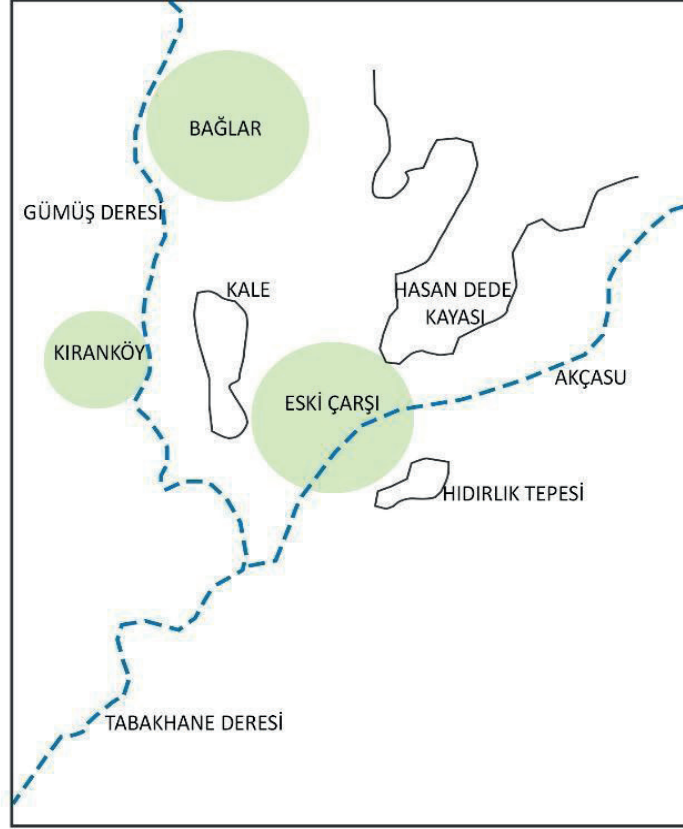 BAĞLAR
GÜMÜŞ DERESİ
KALE
HASAN DEDE
KAYASI
KIRANKÖY
AKÇASU
ESKİ ÇARŞI
HIDIRLIK TEPESİ
TABAKHANE DERESİ